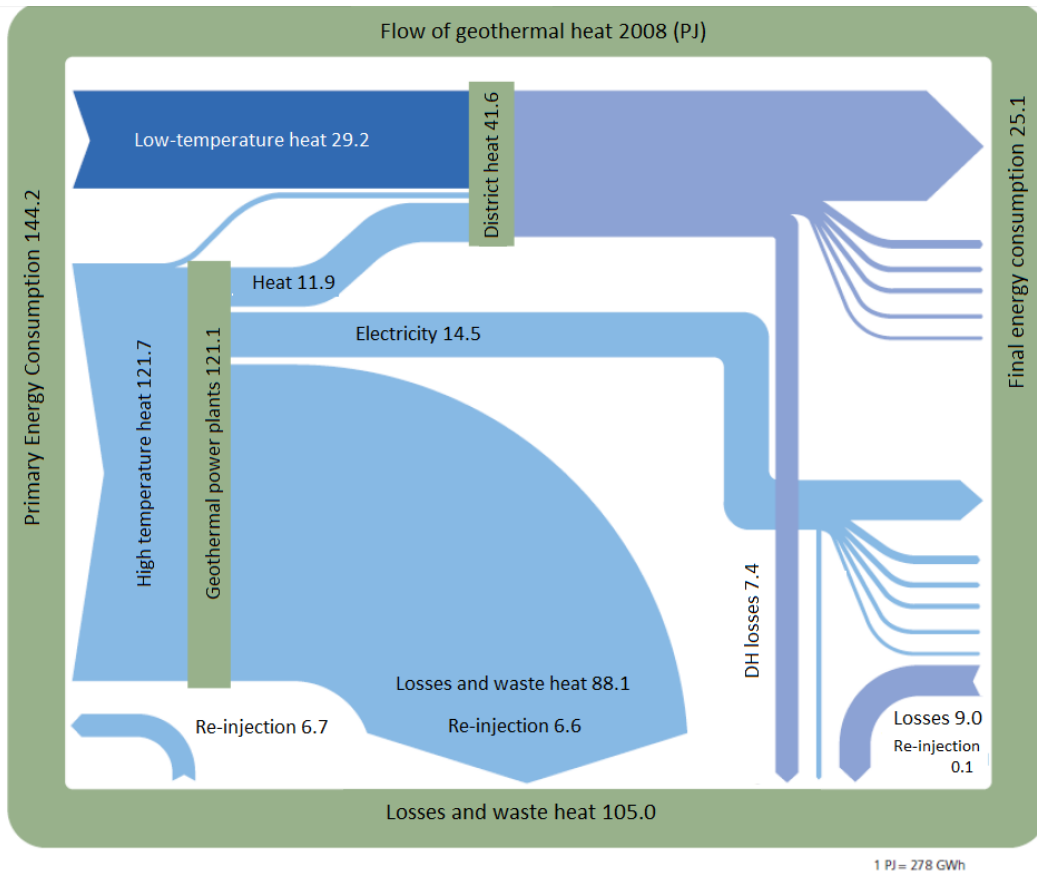 Flow of geothermal heat 2008 (PJ)
Primary Energy Consumption 144.2
Low-temperature heat 29.2
District heat 41.6
Final energy consumption 25.1
Heat 11.9
Electricity 14.5
High temperature heat 121.7
Geothermal power plants 121.1
DH losses 7.4
Losses and waste heat 88.1
Re-injection 6.6
Re-injection 6.7
Losses 9.0
Re-injection
0.1
Losses and waste heat 105.0
1 PJ = 278 GWh